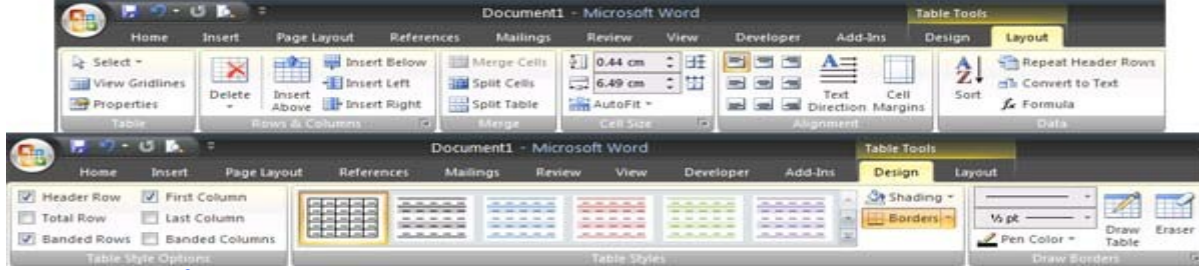 Document1 - Microsoft Word Table Tools
Home Insert Page Layout References Mailings Review View Developer Add-Ins Design Layout
Select Insert Below Merge Cells 0.44 cm Repeat Header Rows
View Gridlines Delete Insert Above Insert Left Split Cells 6.49 cm Text Direction Cell Margins Sort Convert to Text
Properties Insert Right Split Table AutoFit Formula
Table Rows & Columns Merge Cell Size Alignment Data
Document1 - Microsoft Word Table Tools
Home Insert Page Layout References Mailings Review View Developer Add-Ins Design Layout
Header Row First Column Shading
Total Row Last Column Borders ½ pt Draw Table Eraser
Banded Rows Banded Columns Pen Color
Table Style Options Table Styles Draw Borders